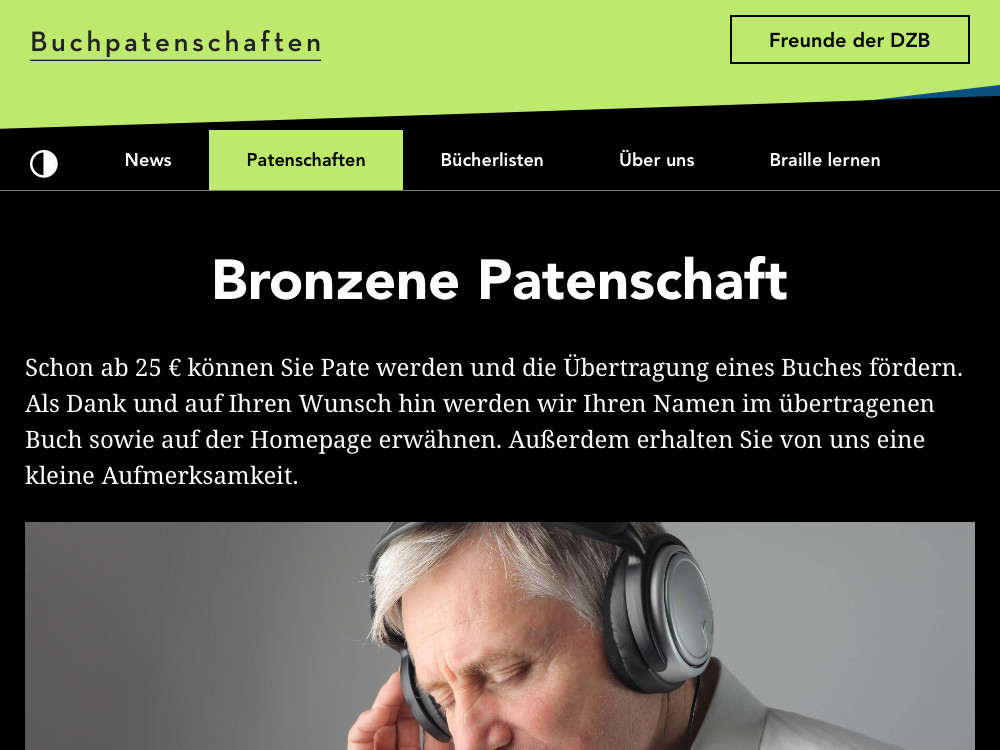 Buchpatenschaften
Freunde der DZB
News
Patenschaften
Bücherlisten
Über uns
Braille lernen
Bronzene Patenschaft
Schon ab 25 € können Sie Pate werden und die Übertragung eines Buches fördern.
Als Dank und auf Ihren Wunsch hin werden wir Ihren Namen im übertragenen
Buch sowie auf der Homepage erwähnen. Außerdem erhalten Sie von uns eine
kleine Aufmerksamkeit.